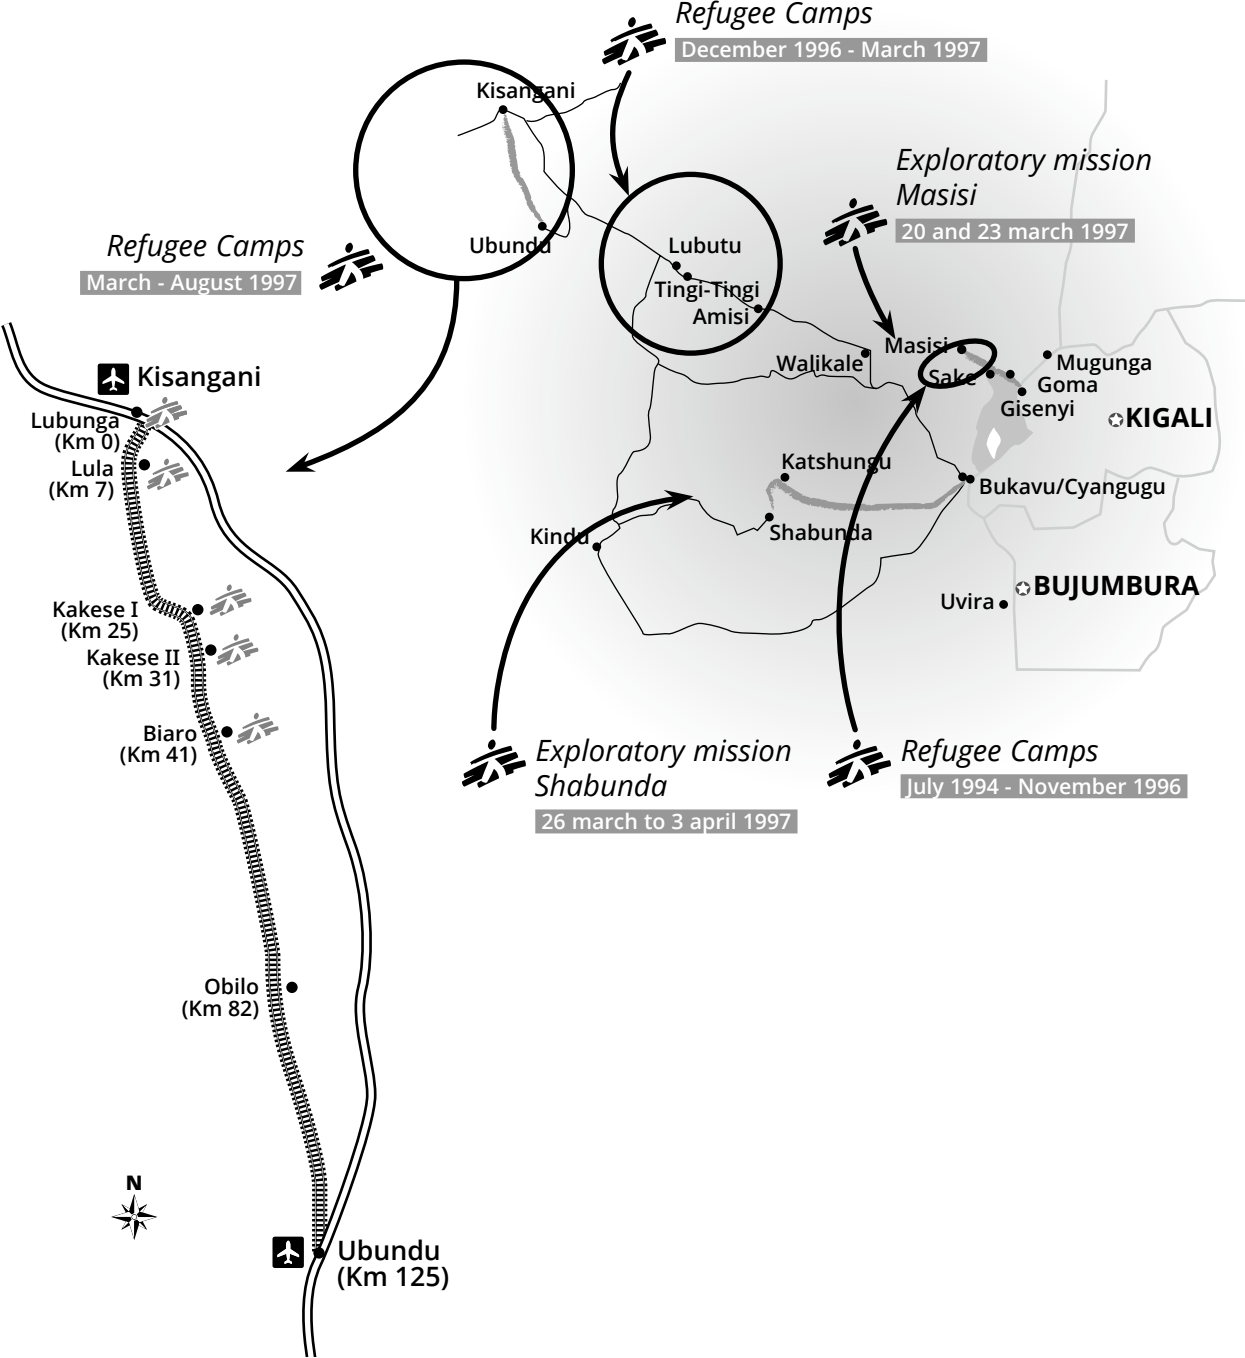 Refugee Camps
December 1996 - March 1997
Kisangani
Exploratory mission
Masisi
20 and 23 march 1997
Refugee Camps
March - August 1997
Ubundu
Lubutu
Tingi-Tingi
Amisi
Walikale
Masisi
Sake
Mugunga
Goma
Gisenyi
KIGALI
Kisangani
Lubunga
(Km 0)
Lula
(Km 7)
Katshungu
Bukavu/Cyangugu
Shabunda
Kindu
BUJUMBURA
Uvira
Kakese I
(Km 25)
Kakese II
(Km 31)
Biaro
(Km 41)
Exploratory mission
Shabunda
26 march to 3 april 1997
Refugee Camps
July 1994 - November 1996
Obilo
(Km 82)
N
Ubundu
(Km 125)